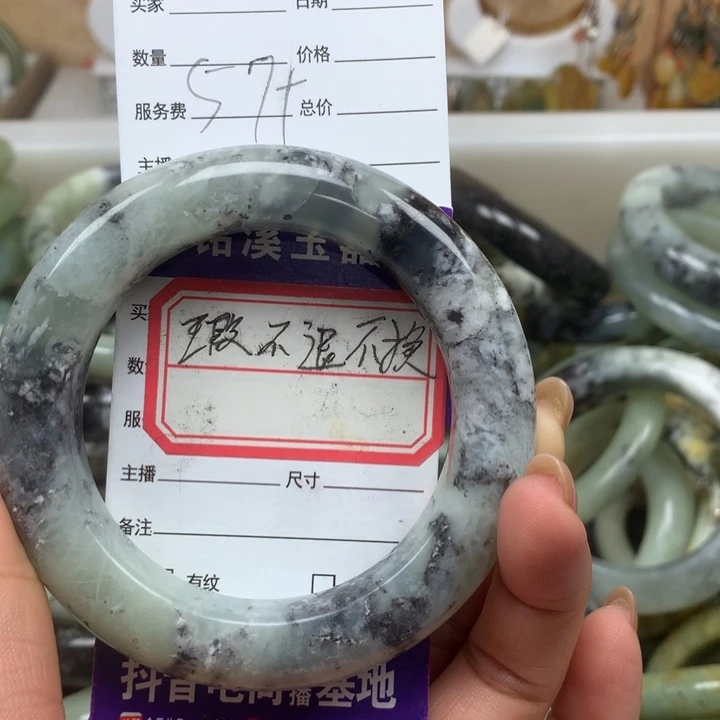 买家 日期
数量 价格
57+
服务费 总价
主播
溪玉器
买
瑕不退不换
数
服
主播 尺寸
备注
有纹
抖音电商直播基地